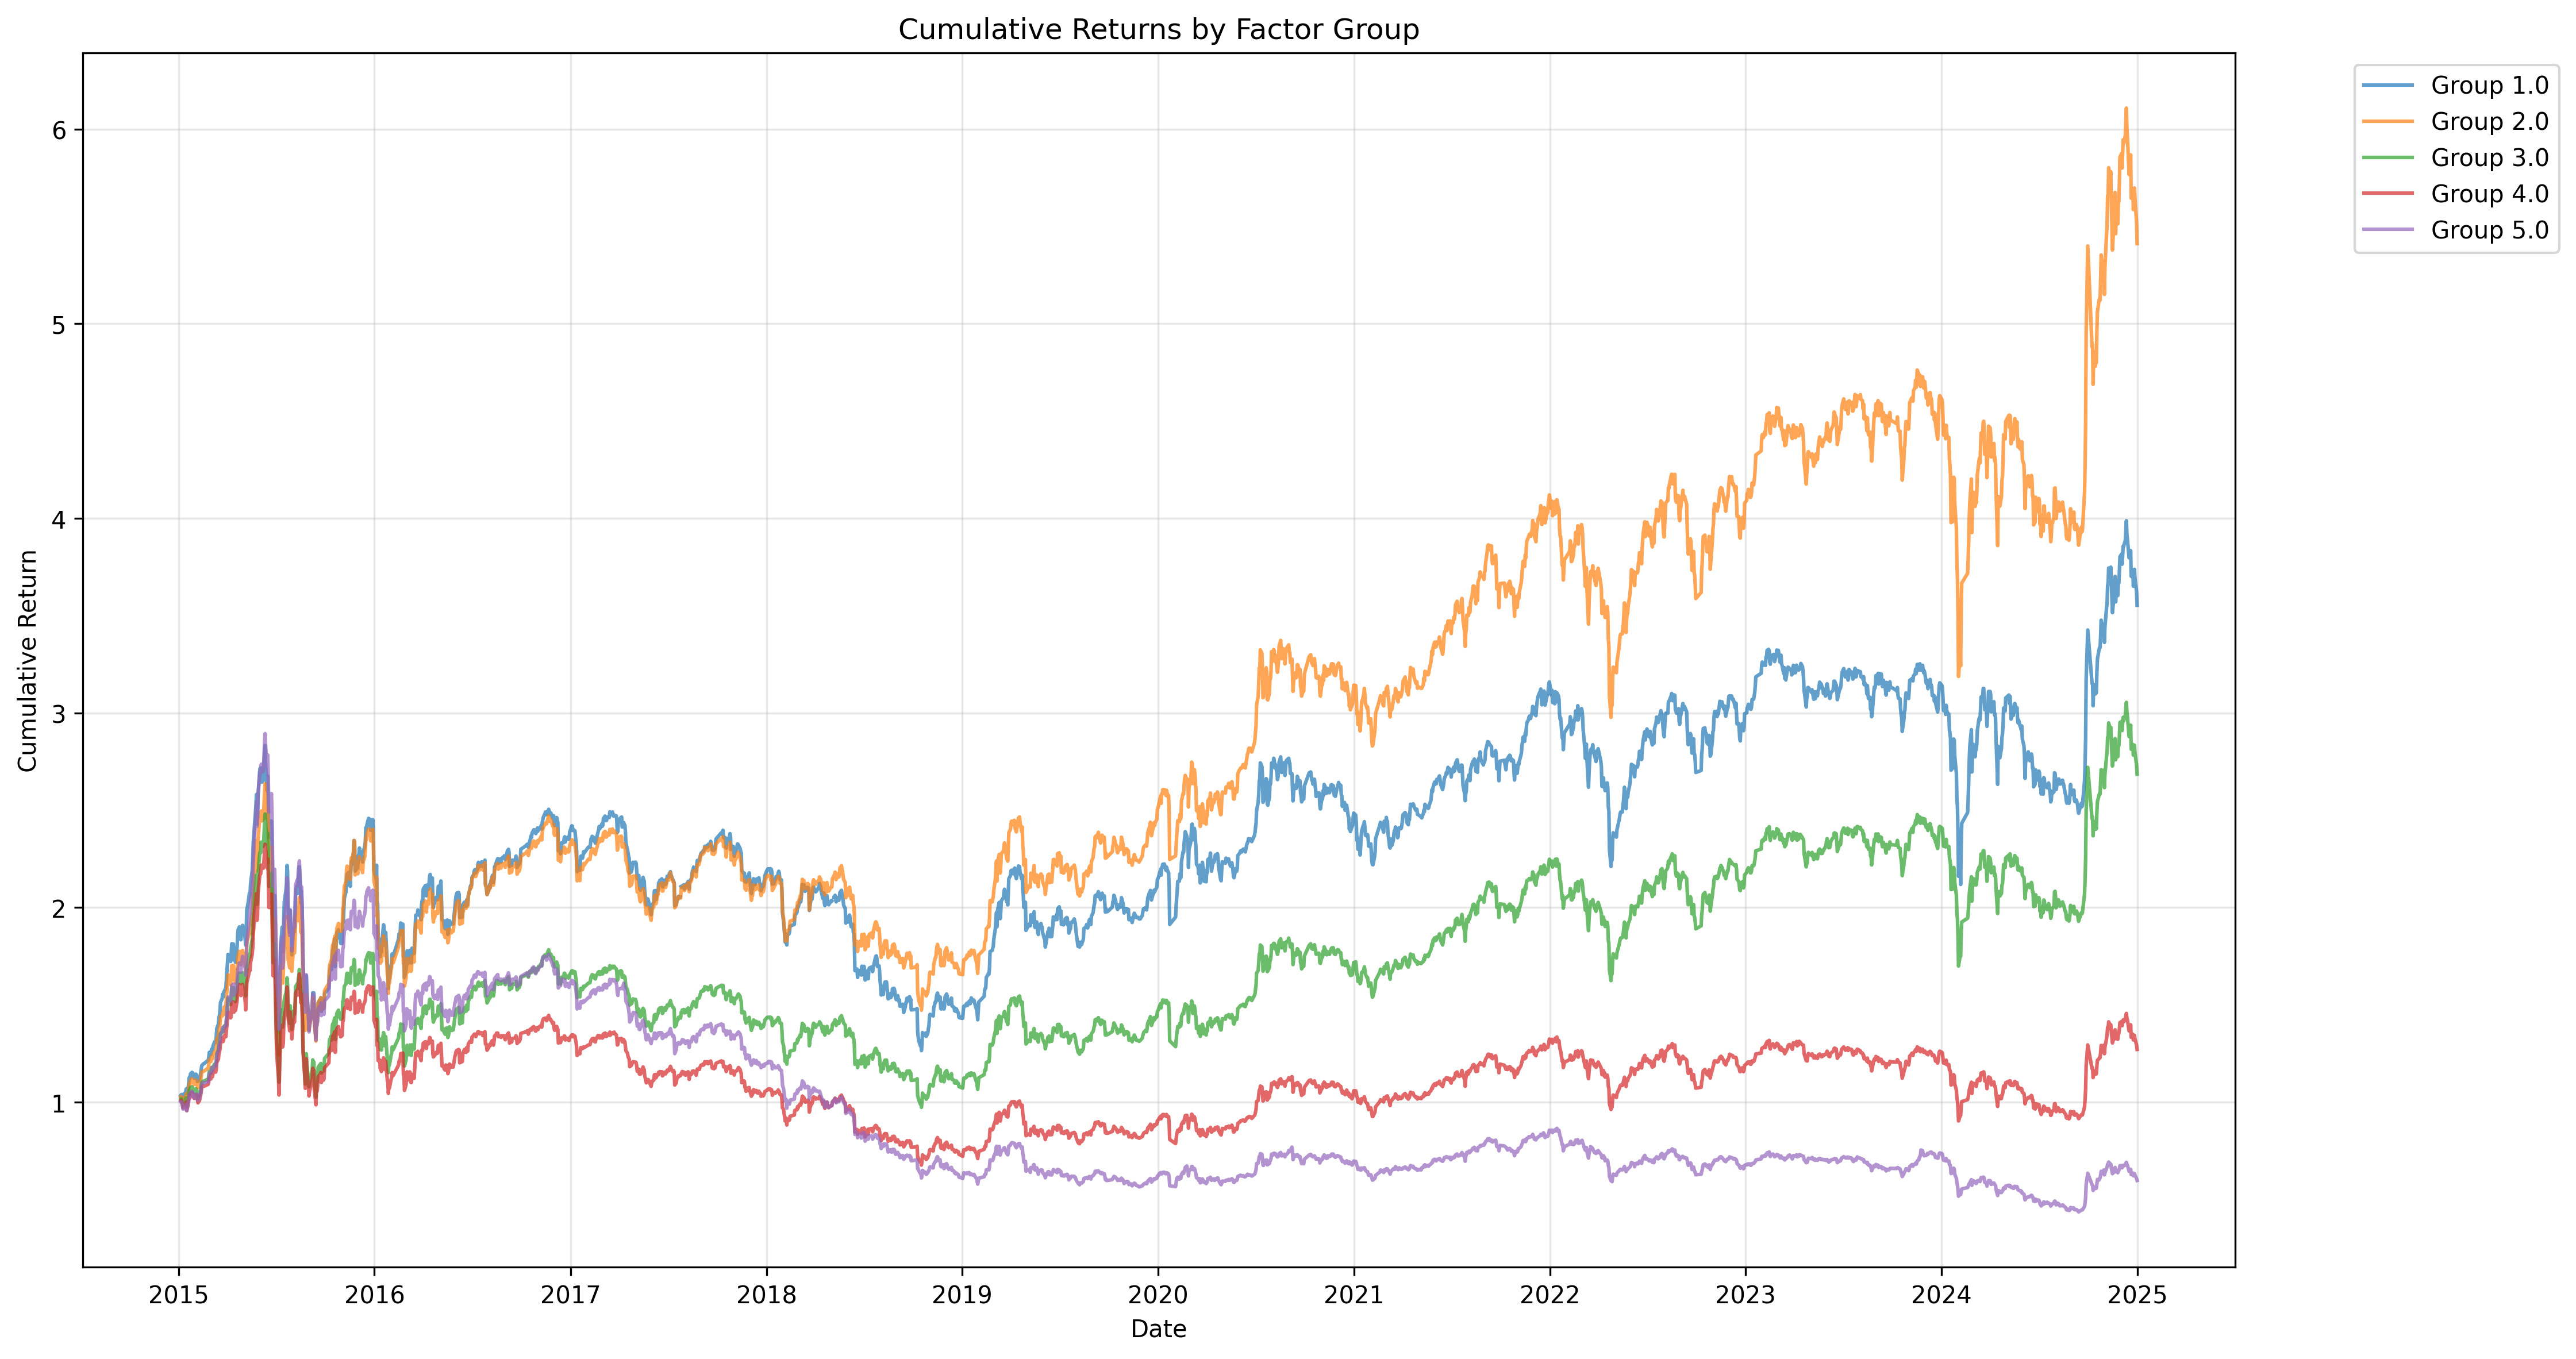 Cumulative Returns by Factor Group
Group 1.0
Group 2.0
Group 3.0
Group 4.0
Group 5.0
Cumulative Return
6
5
4
3
2
1
2015 2016 2017 2018 2019 2020 2021 2022 2023 2024 2025
Date